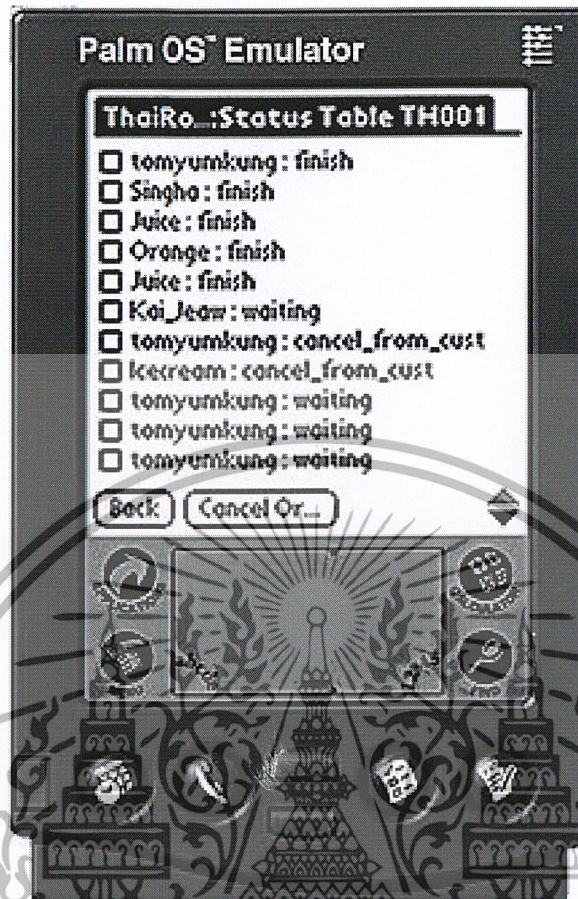 Palm OS™ Emulator
ThaiRo...:Status Table TH001
tomyumkung : finish
Singha : finish
Juice : finish
Orange : finish
Juice : finish
Kai_Jeaw : waiting
tomyumkung : cancel_from_cust
Icecream : cancel_from_cust
tomyumkung : waiting
tomyumkung : waiting
tomyumkung : waiting
Back Cancel Or...